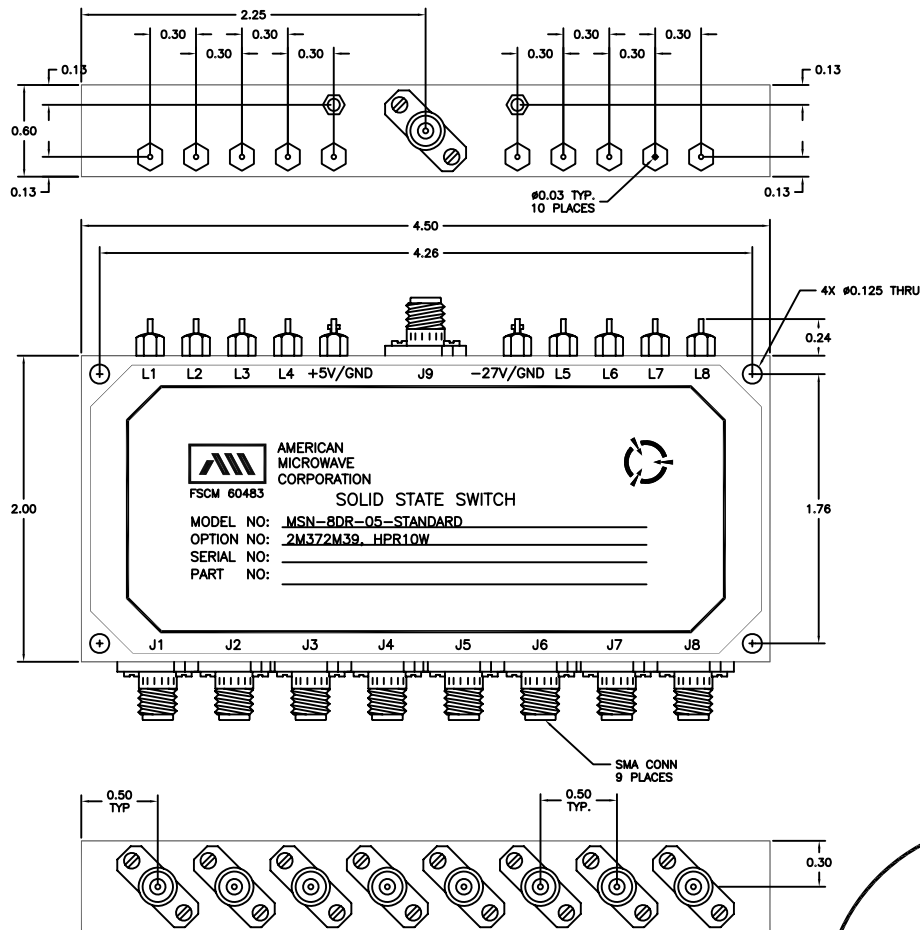 2.25
0.30 0.30 0.30
0.30 0.30 0.30 0.30
0.13 0.13
0.60
0.13 0.13
ø0.03 TYP.
10 PLACES
4.50
4.26
4X ø0.125 THRU
0.24
L1 L2 L3 L4 +5V/GND J9 -27V/GND L5 L6 L7 L8
AMERICAN
MICROWAVE
CORPORATION
FSCM 60483
SOLID STATE SWITCH
2.00
1.76
MODEL NO: MSN-8DR-05-STANDARD
OPTION NO: 2M372M39, HPR10W
SERIAL NO:
PART NO:
J1 J2 J3 J4 J5 J6 J7 J8
SMA CONN
9 PLACES
0.50
TYP
0.50
TYP.
0.30